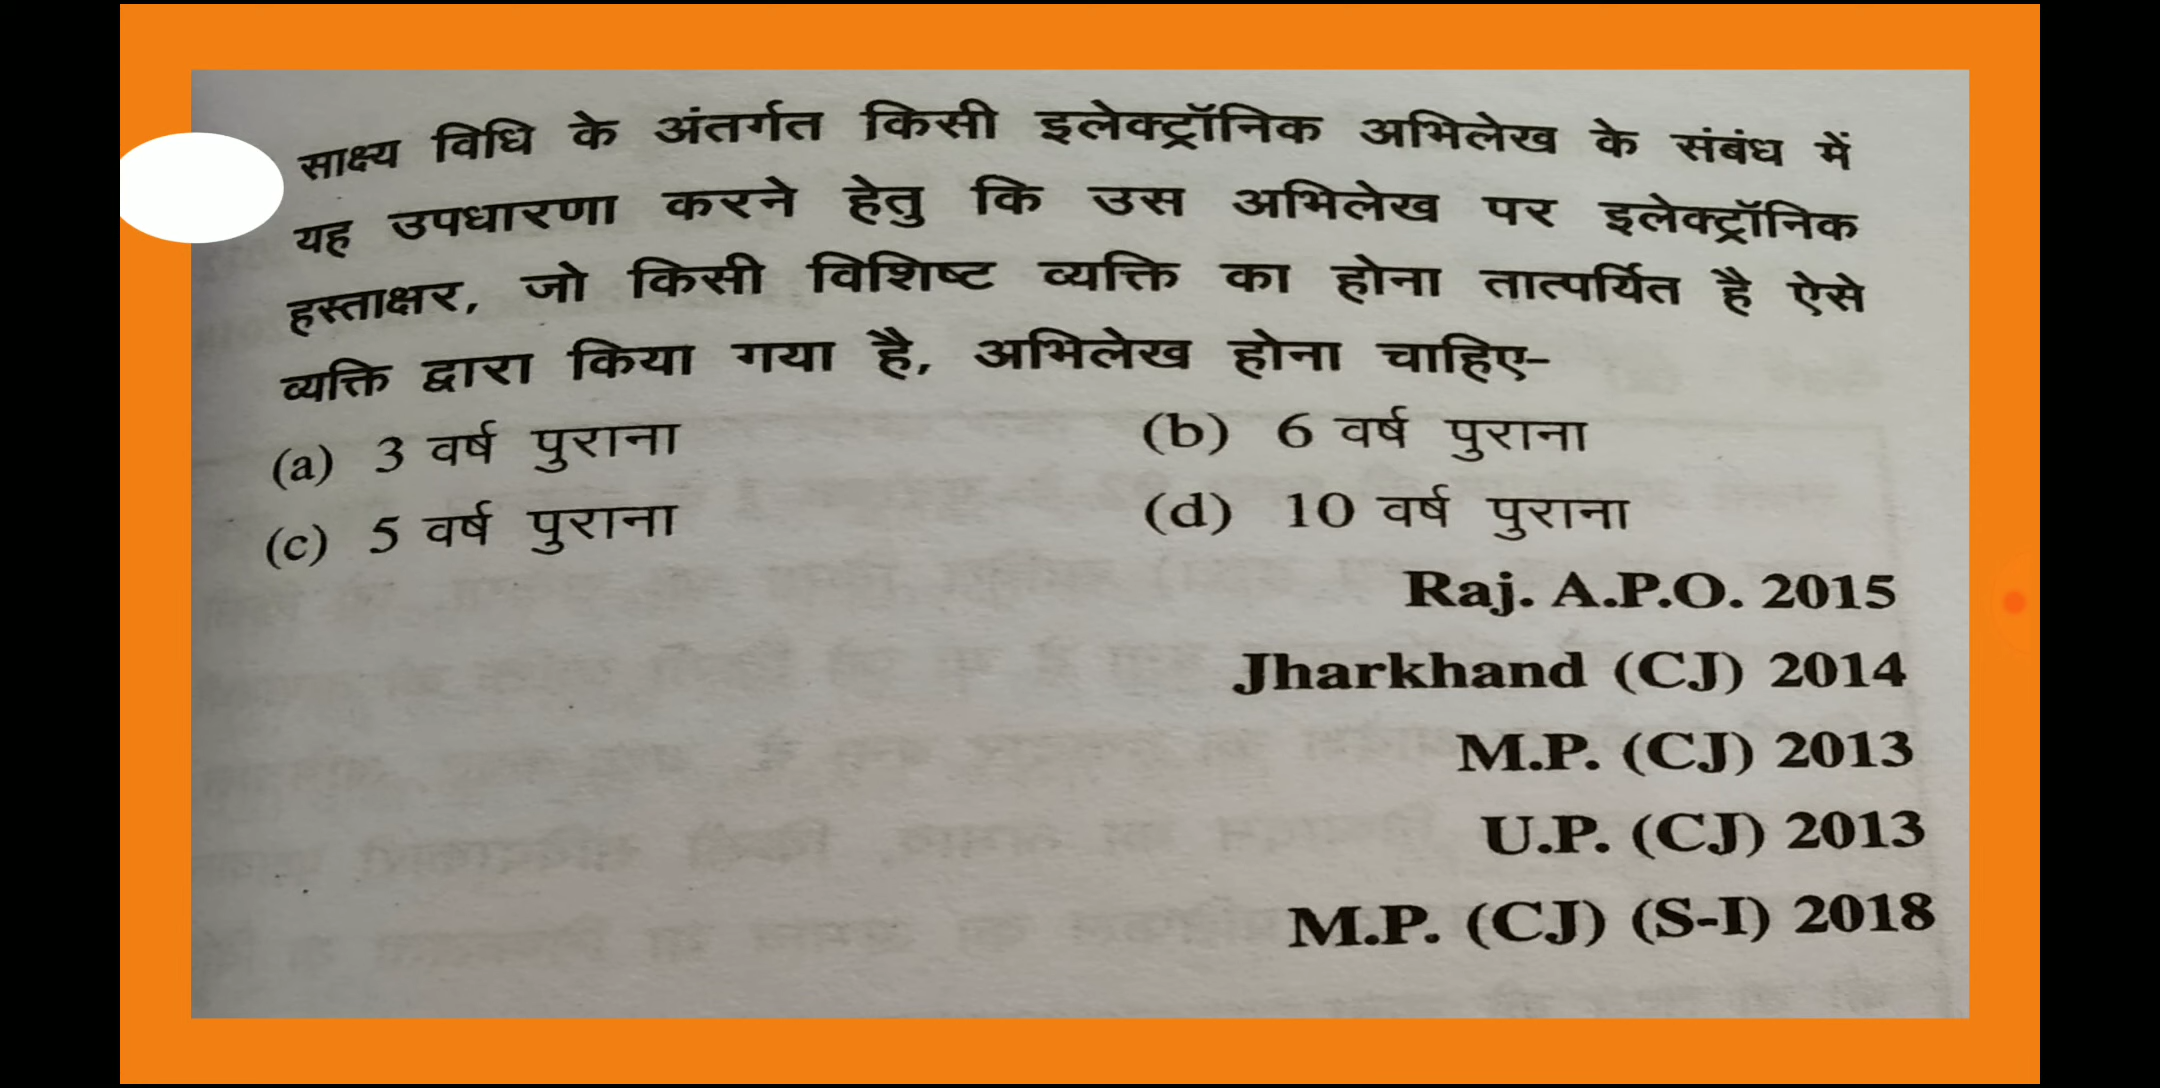 साक्ष्य विधि के अंतर्गत किसी इलेक्ट्रॉनिक अभिलेख के संबंध में
यह उपधारणा करने हेतु कि उस अभिलेख पर इलेक्ट्रॉनिक
हस्ताक्षर, जो किसी विशिष्ट व्यक्ति का होना तात्पर्यित है ऐसे
व्यक्ति द्वारा किया गया है, अभिलेख होना चाहिए-
(a) 3 वर्ष पुराना (b) 6 वर्ष पुराना
(c) 5 वर्ष पुराना (d) 10 वर्ष पुराना
Raj. A.P.O. 2015
Jharkhand (CJ) 2014
M.P. (CJ) 2013
U.P. (CJ) 2013
M.P. (CJ) (S-I) 2018